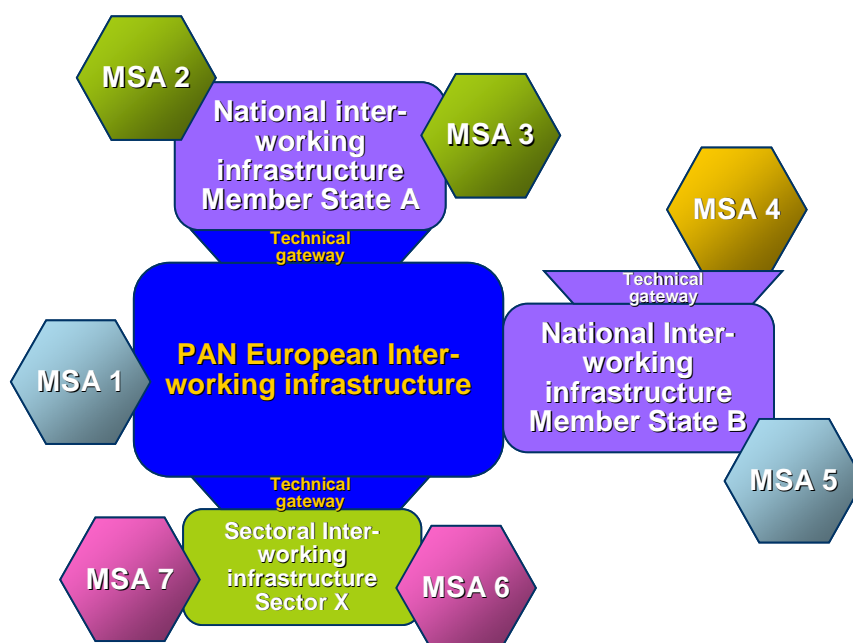 MSA 2
National inter-
working
infrastructure
Member State A
MSA 3
Technical
gateway
MSA 4
Technical
gateway
PAN European Inter-
working infrastructure
MSA 1
National Inter-
working
infrastructure
Member State B
MSA 5
Technical
gateway
Sectoral Inter-
working
infrastructure
Sector X
MSA 7
MSA 6